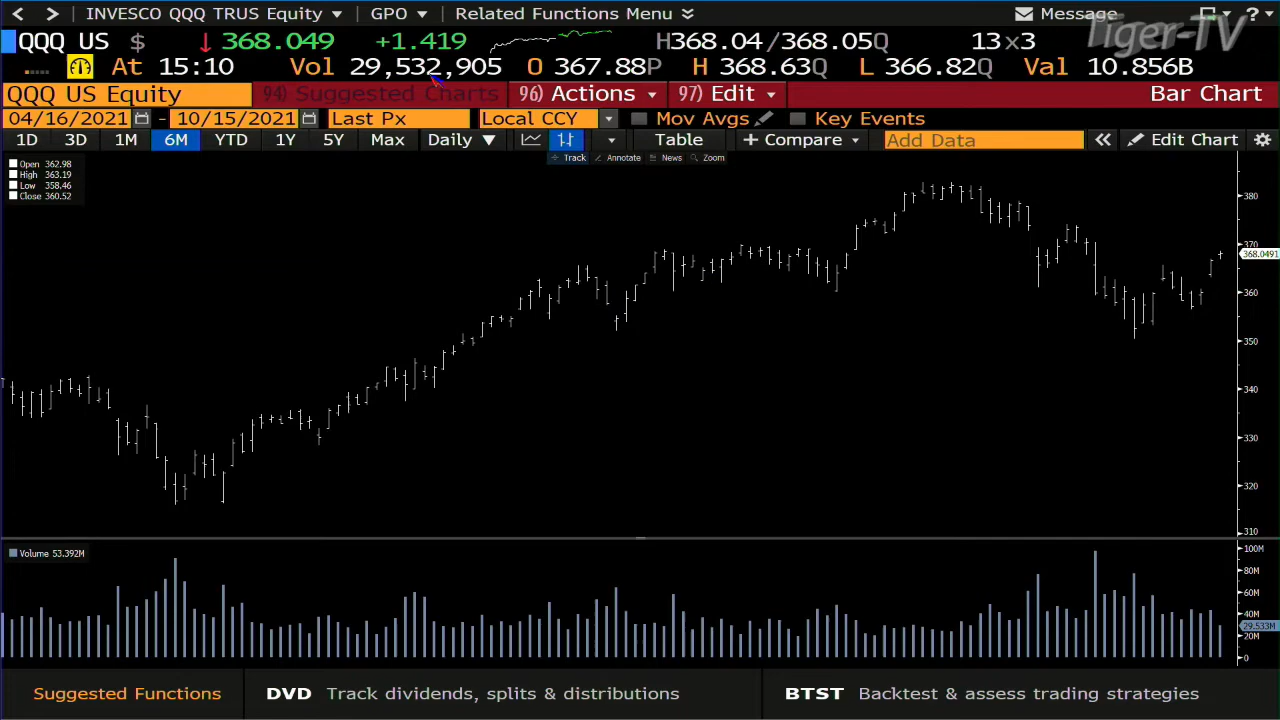 < > INVESCO QQQ TRUS Equity ▼ GPO ▼ Related Functions Menu Message ? ▼
Tiger-TV
QQQ US $ ↓ 368.049 +1.419 H368.04/368.05Q 13x3
At 15:10 Vol 29,532,905 O 367.88P H 368.63Q L 366.82Q Val 10.856B
QQQ US Equity 94) Suggested Charts 96) Actions ▼ 97) Edit ▼ Bar Chart
04/16/2021 - 10/15/2021 Last Px Local CCY ▼ Mov Avgs Key Events
1D 3D 1M 6M YTD 1Y 5Y Max Daily ▼ Table + Compare ▼ Add Data « Edit Chart
Track Annotate News Zoom
Open 362.98
High 363.19
Low 358.46
Close 360.52
380
370
368.0491
360
350
340
330
320
310
Volume 53.392M
100M
80M
60M
40M
29.533M
20M
0
Suggested Functions DVD Track dividends, splits & distributions BTST Backtest & assess trading strategies